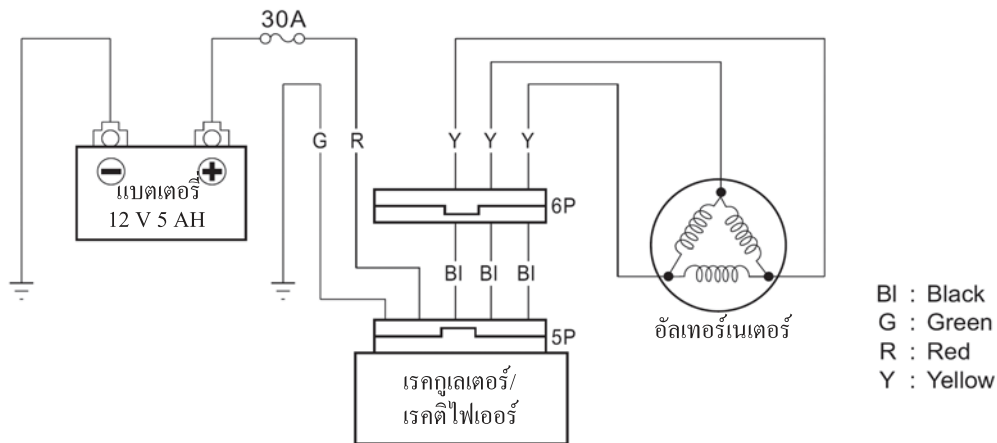 30A
G
R
Y
Y
Y
แบตเตอรี่
12 V 5 AH
6P
Bl
Bl
Bl
5P
เรคกูเลเตอร์/
เรคติไฟเออร์
อัลเทอร์เนเตอร์
Bl : Black
G : Green
R : Red
Y : Yellow